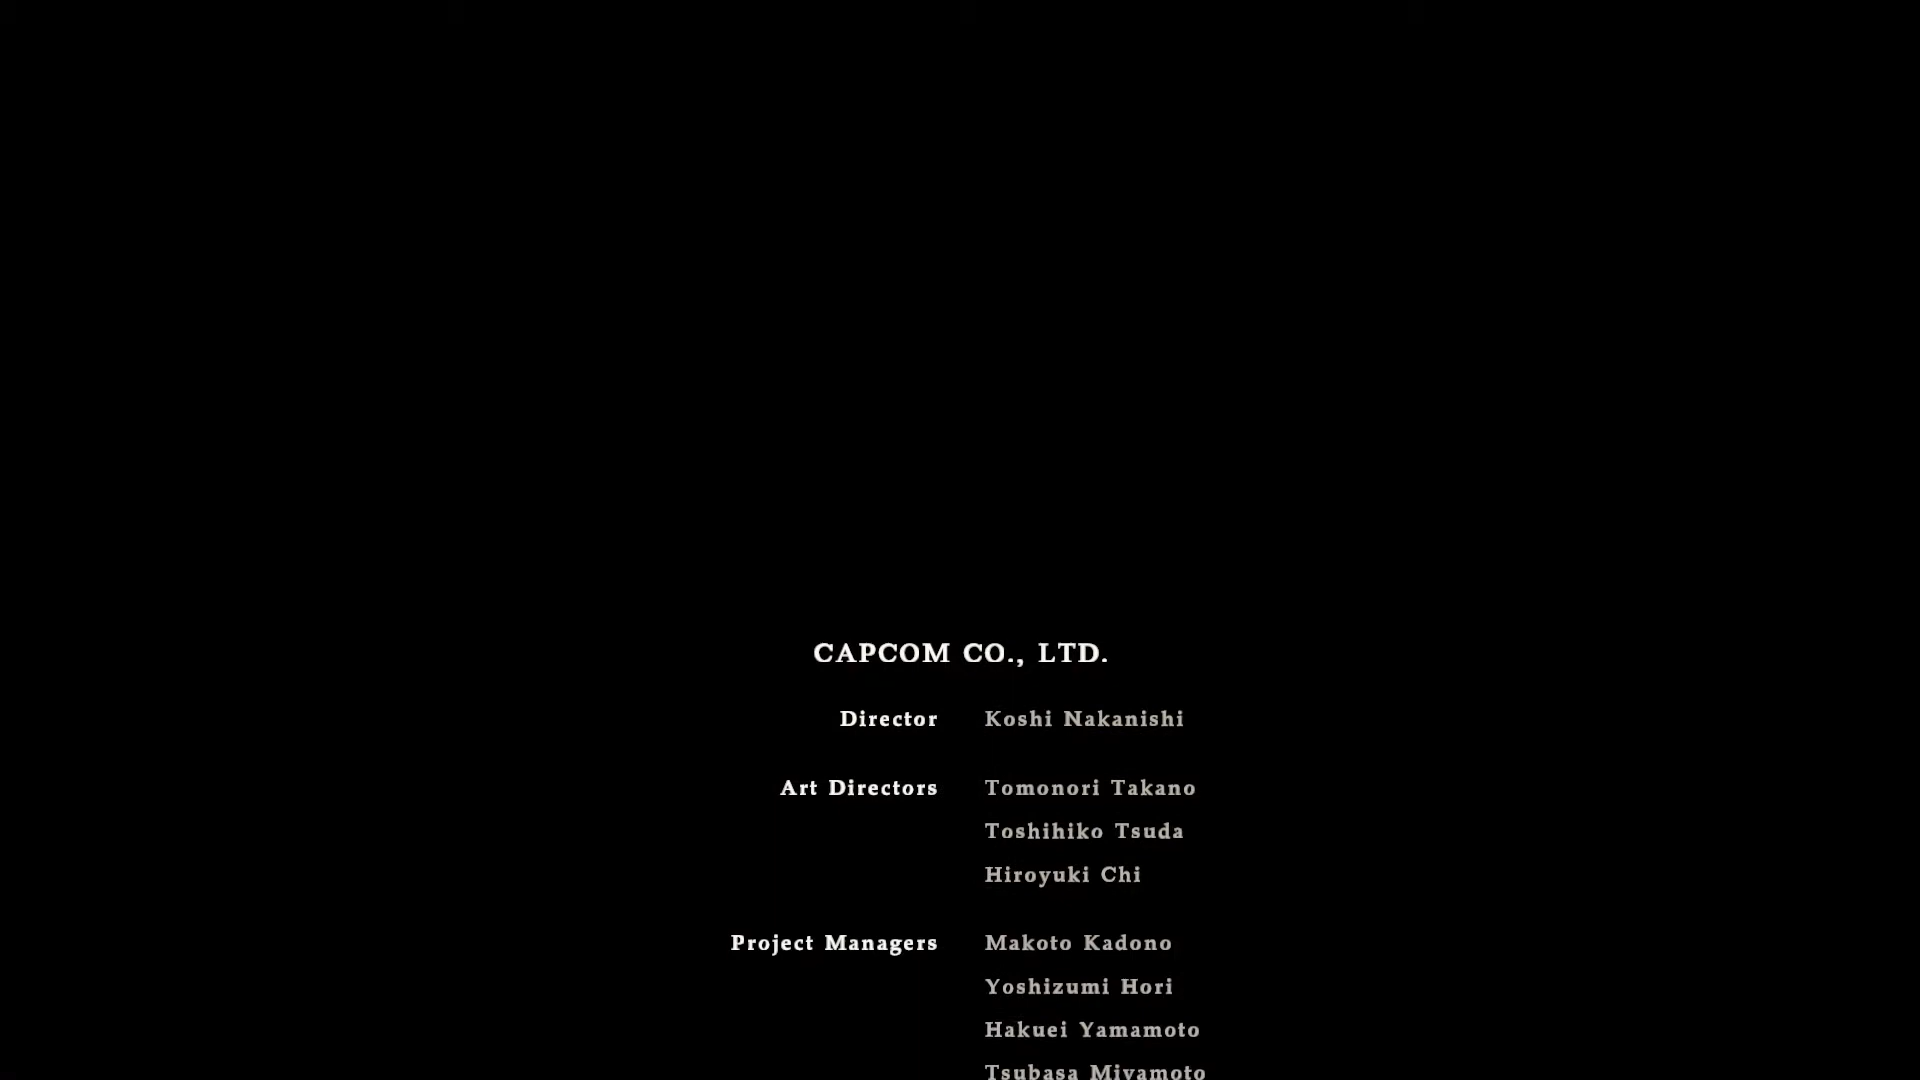 CAPCOM CO., LTD.
Director Koshi Nakanishi
Art Directors Tomonori Takano
Toshihiko Tsuda
Hiroyuki Chi
Project Managers Makoto Kadono
Yoshizumi Hori
Hakuei Yamamoto
Tsubasa Miyamoto